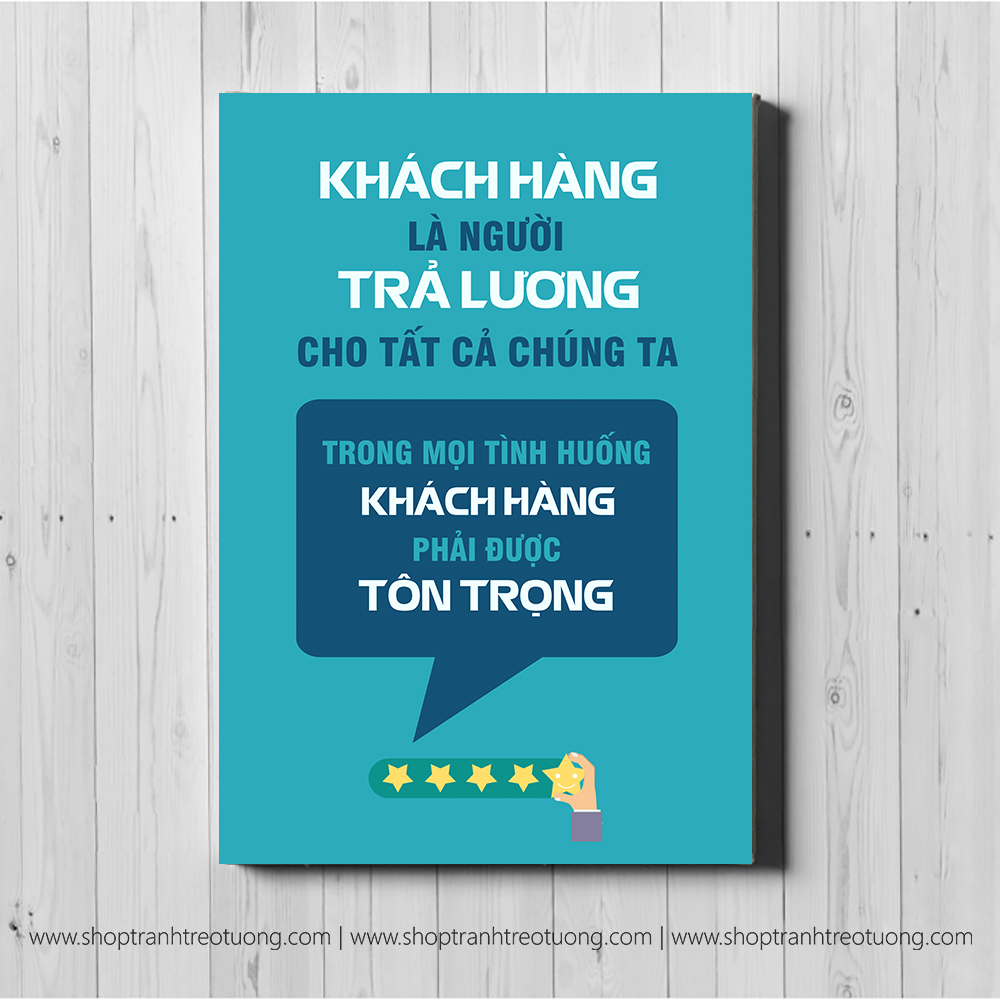 KHÁCH HÀNG
LÀ NGƯỜI
TRẢ LƯƠNG
CHO TẤT CẢ CHÚNG TA
TRONG MỌI TÌNH HUỐNG
KHÁCH HÀNG
PHẢI ĐƯỢC
TÔN TRỌNG
www.shoptranhtreotuong.com | www.shoptranhtreotuong.com | www.shoptranhtreotuong.com